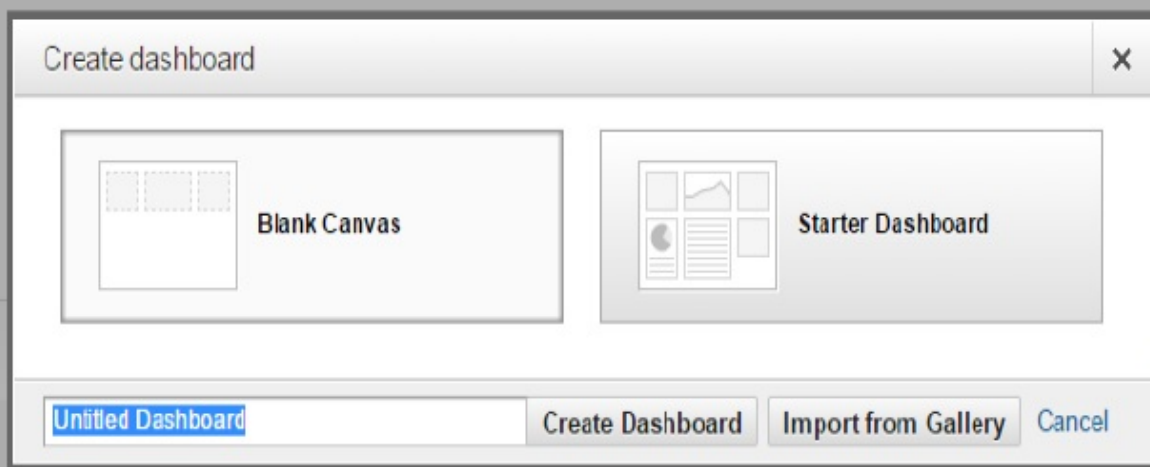 Create dashboard
Blank Canvas
Starter Dashboard
Untitled Dashboard
Create Dashboard
Import from Gallery
Cancel